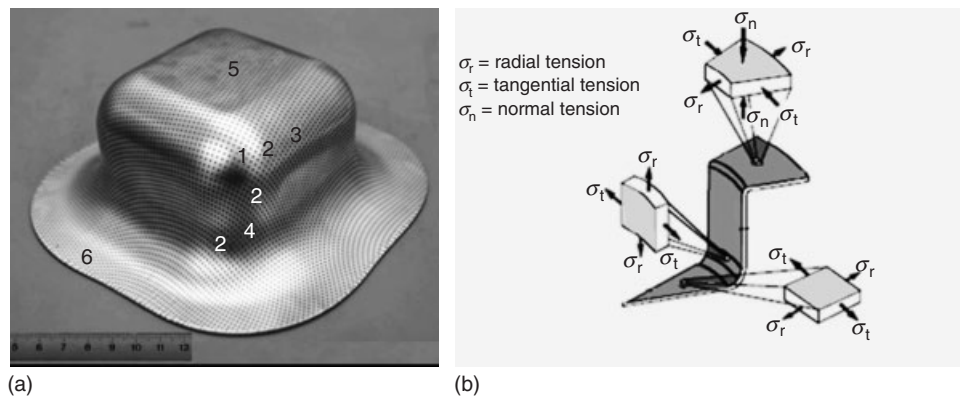 5
3
1 2
2
4
2
6
5 6 7 8 9 10 11 12
(a)
σr = radial tension
σt = tangential tension
σn = normal tension
σn
σt σr
σr σn σt
σr
σt
σr σt
σt σr
σr σt
(b)